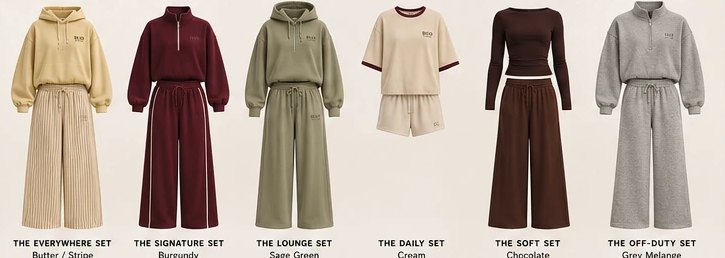 THE EVERYWHERE SET
Butter / Stripe
THE SIGNATURE SET
Burgundy
THE LOUNGE SET
Sage Green
THE DAILY SET
Cream
THE SOFT SET
Chocolate
THE OFF-DUTY SET
Grey Melange